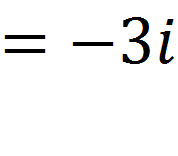 = −3i